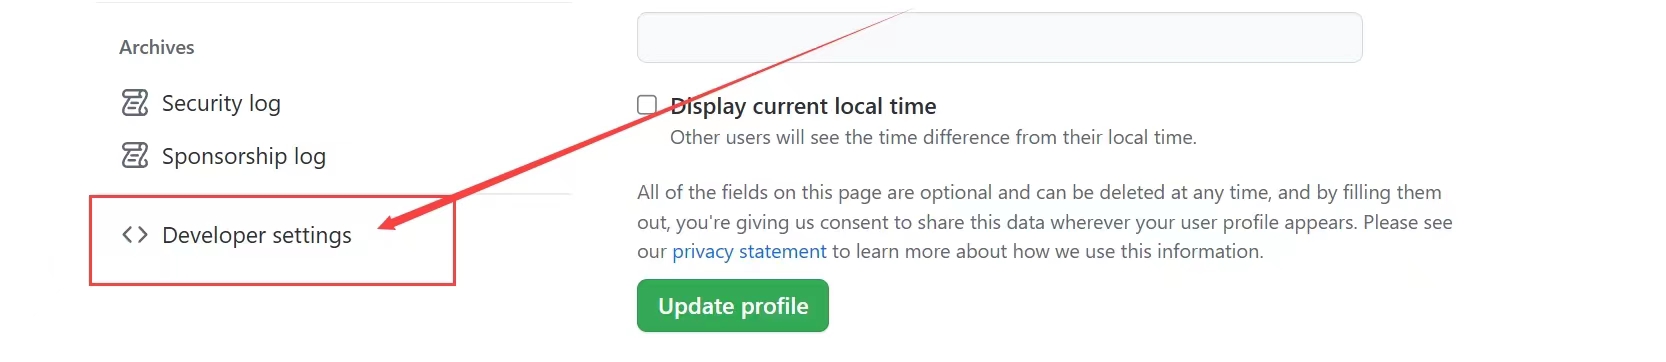 Archives
Security log
Sponsorship log
Developer settings
Display current local time
Other users will see the time difference from their local time.
All of the fields on this page are optional and can be deleted at any time, and by filling them
out, you're giving us consent to share this data wherever your user profile appears. Please see
our privacy statement to learn more about how we use this information.
Update profile